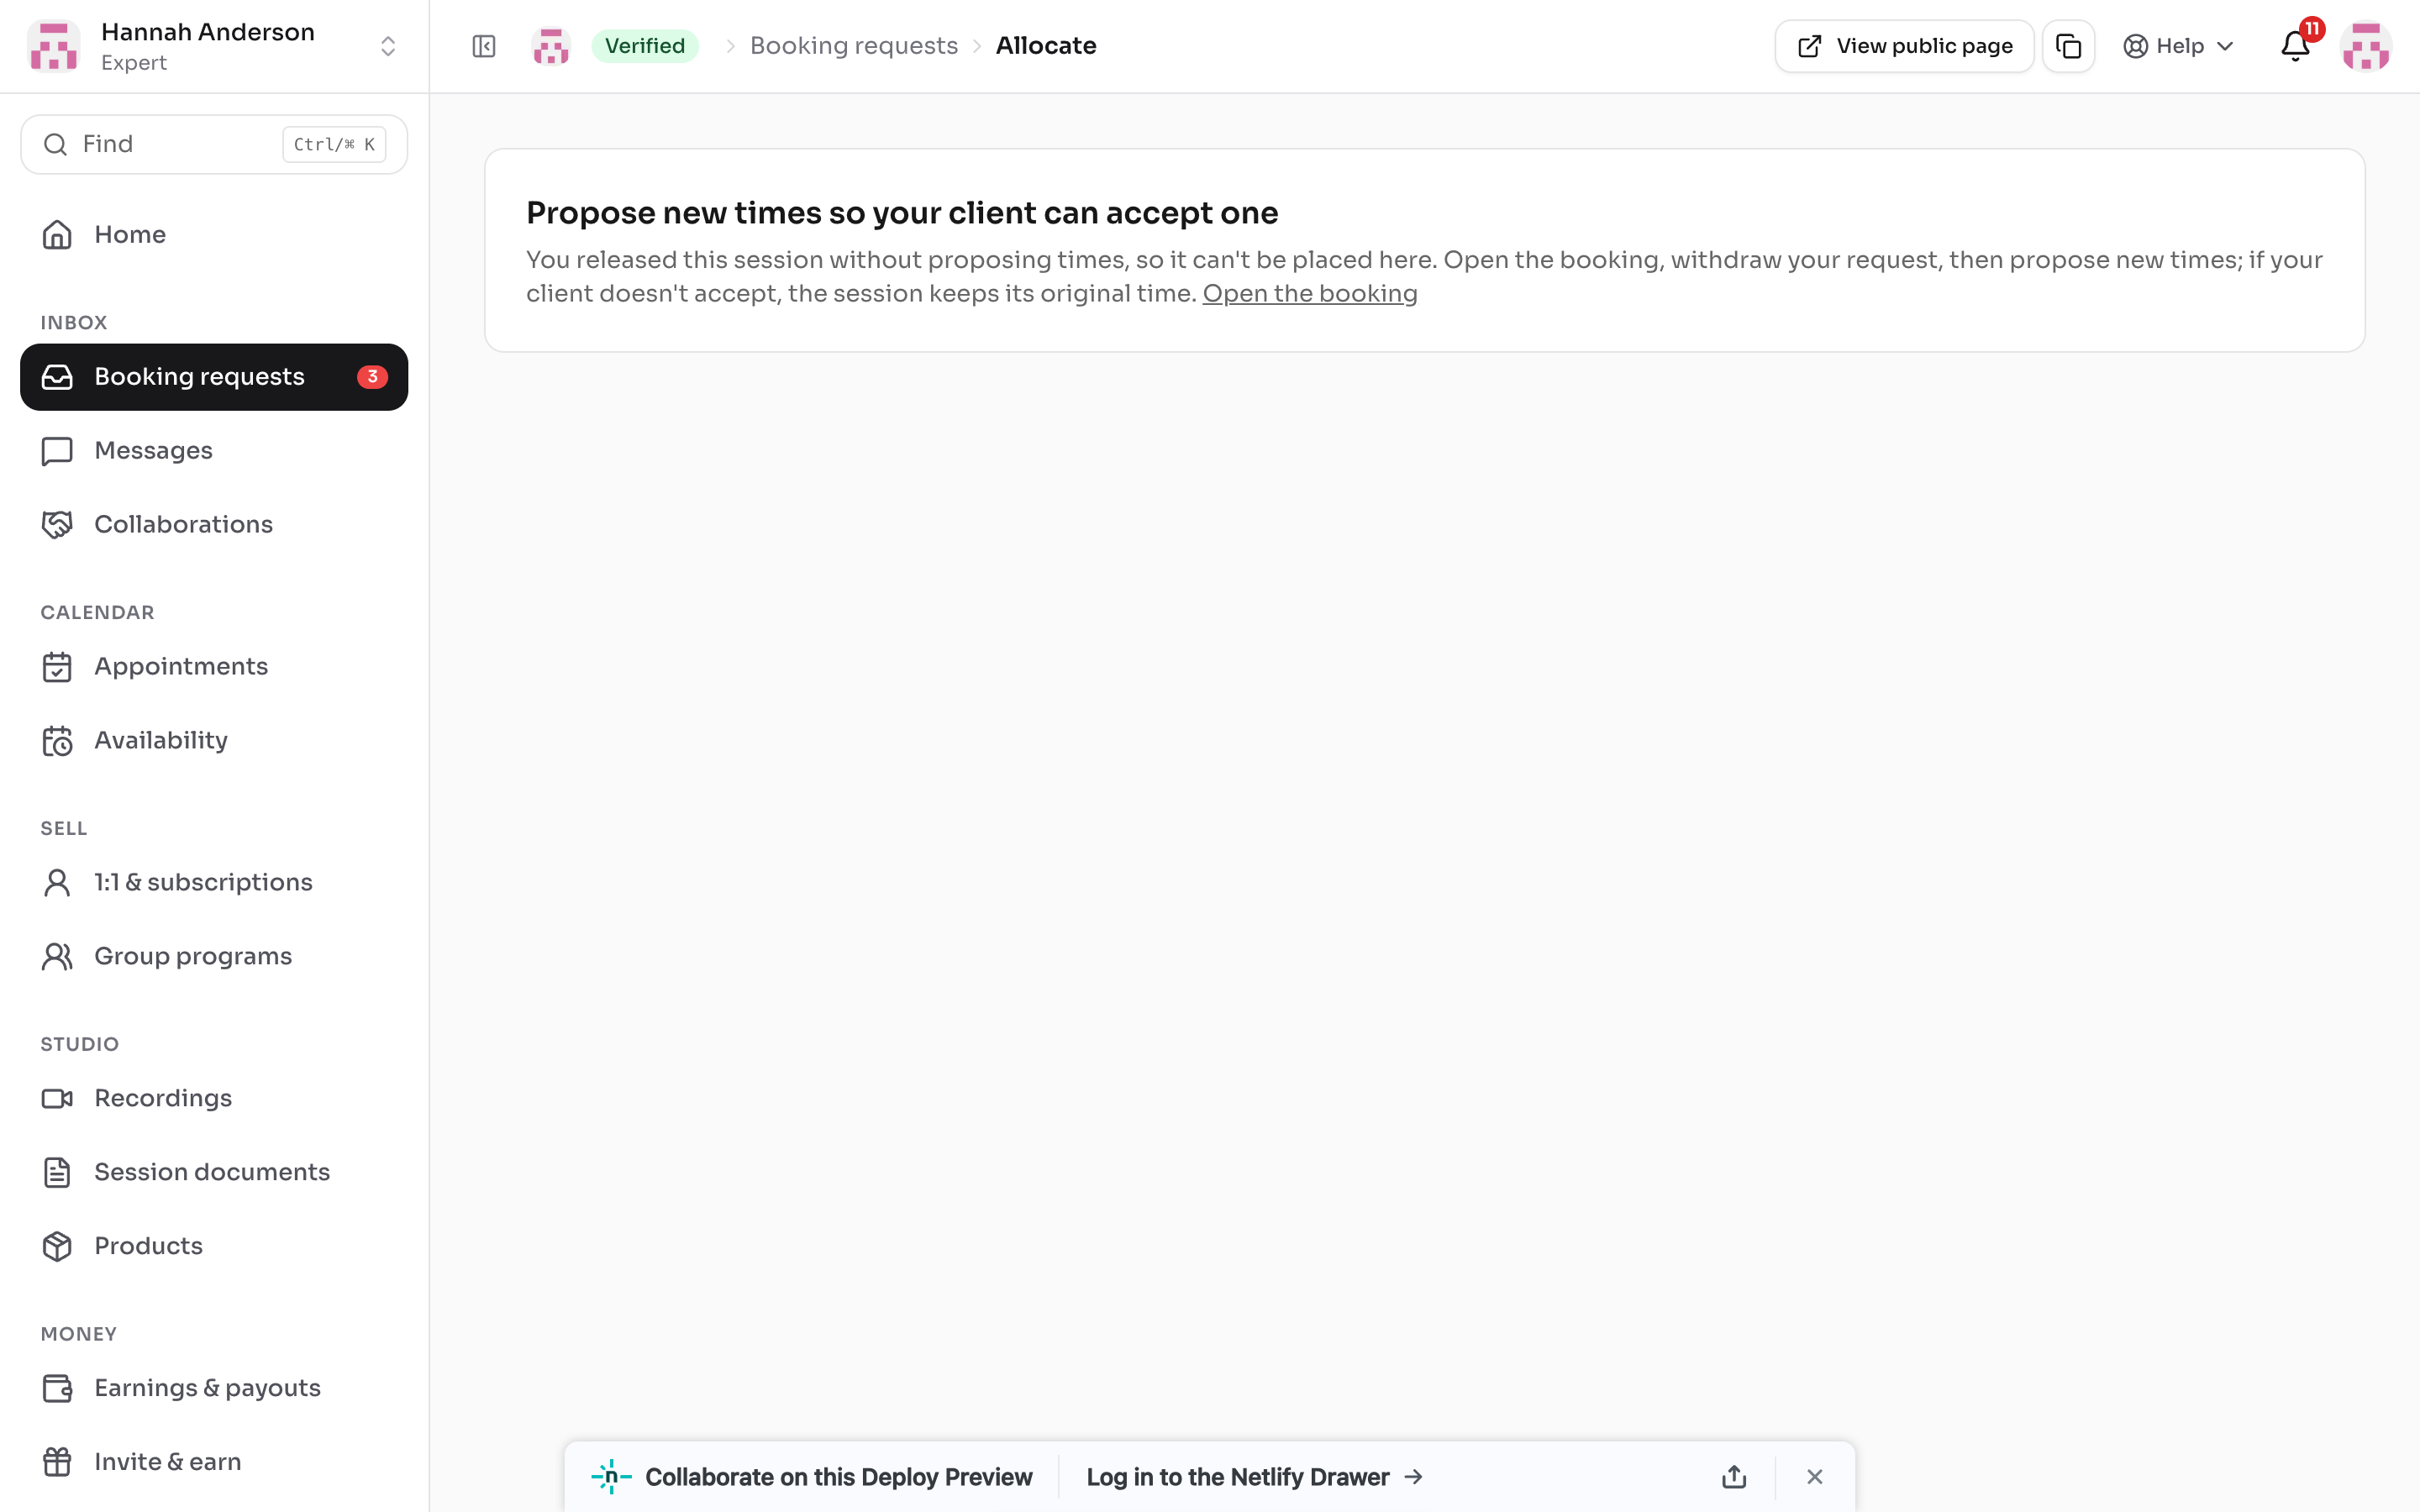 Hannah Anderson
Expert
Verified
Booking requests
Allocate
View public page
Help
11
Find
Ctrl/⌘ K
Home
INBOX
Booking requests
3
Messages
Collaborations
CALENDAR
Appointments
Availability
SELL
1:1 & subscriptions
Group programs
STUDIO
Recordings
Session documents
Products
MONEY
Earnings & payouts
Invite & earn
Propose new times so your client can accept one
You released this session without proposing times, so it can't be placed here. Open the booking, withdraw your request, then propose new times; if your
client doesn't accept, the session keeps its original time. Open the booking
n
Collaborate on this Deploy Preview
Log in to the Netlify Drawer →